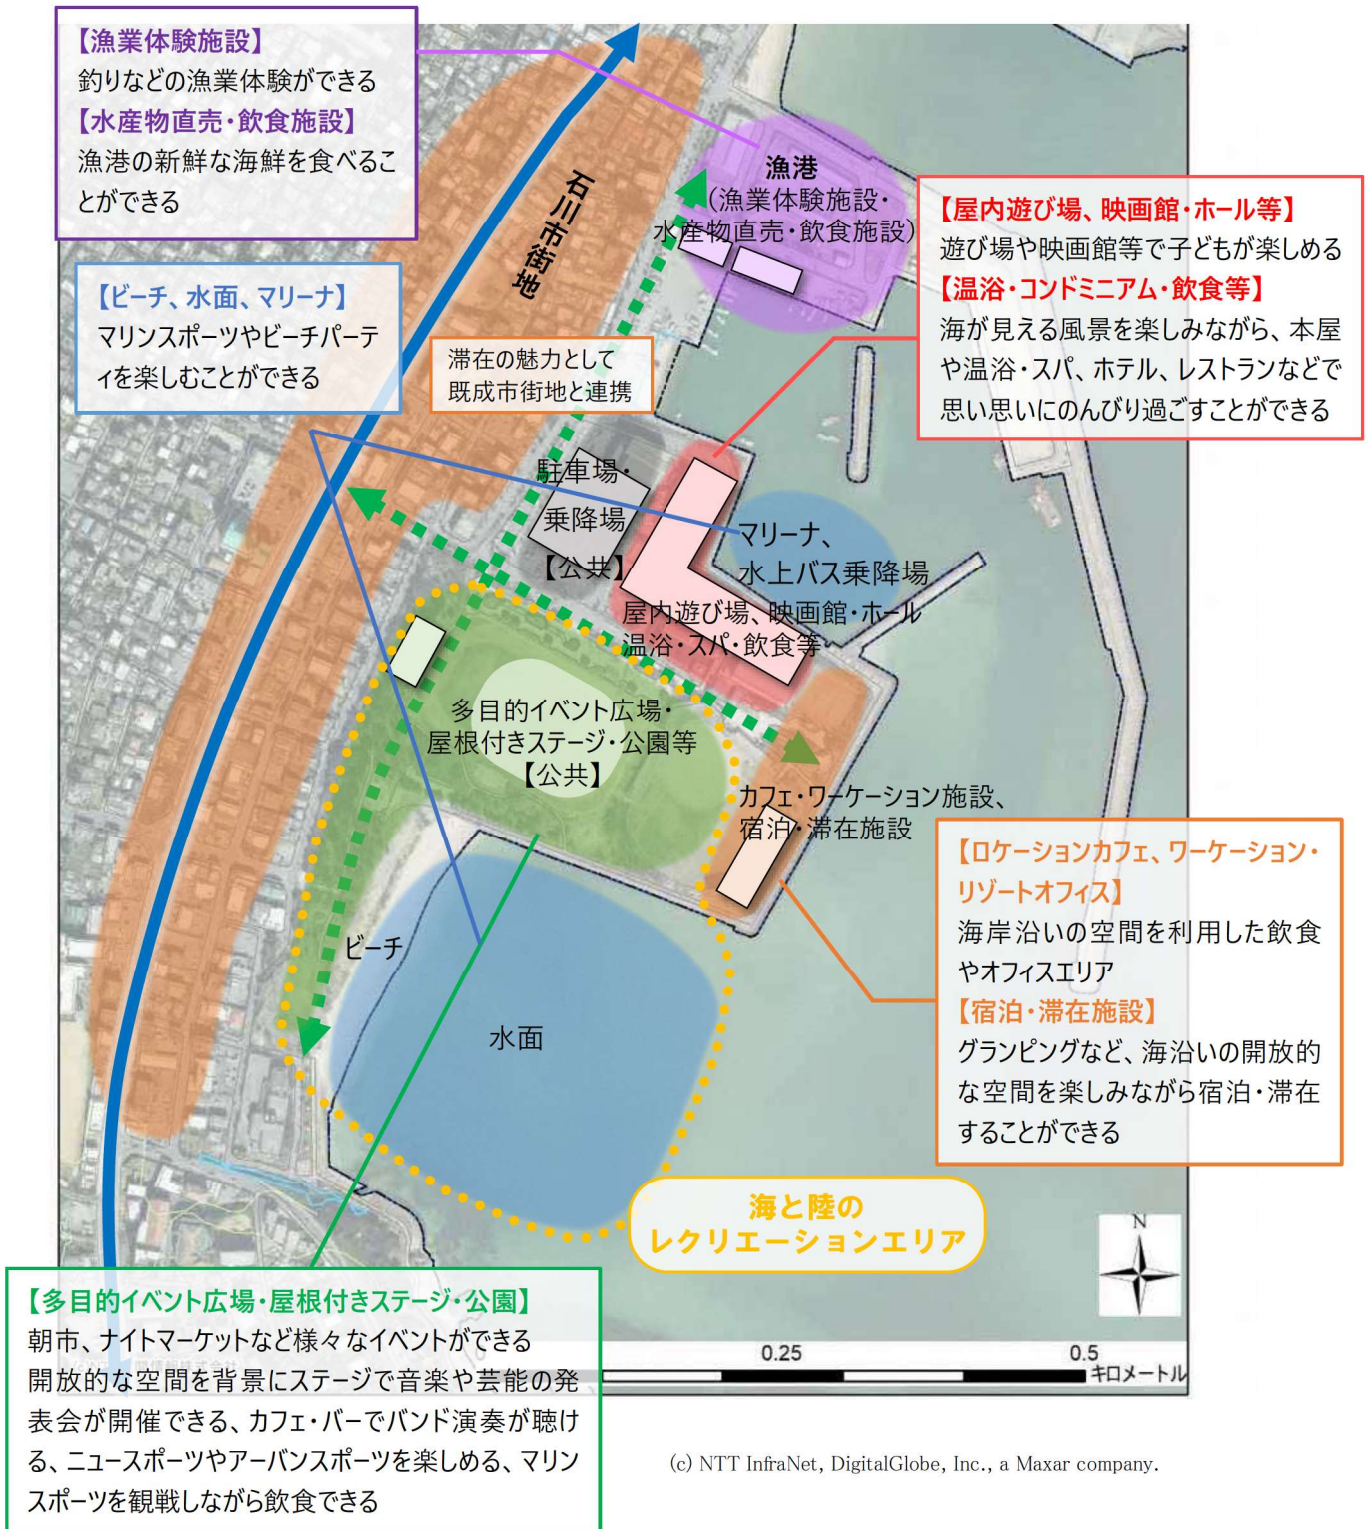 【漁業体験施設】
釣りなどの漁業体験ができる
【水産物直売・飲食施設】
漁港の新鮮な海鮮を食べるこ
とができる
石川市街地
漁港
（漁業体験施設・
水産物直売・飲食施設）
【屋内遊び場、映画館・ホール等】
遊び場や映画館等で子どもが楽しめる
【温浴・コンドミニアム・飲食等】
海が見える風景を楽しみながら、本屋
や温浴・スパ、ホテル、レストランなどで
思い思いにのんびり過ごすことができる
【ビーチ、水面、マリーナ】
マリンスポーツやビーチパーテ
ィを楽しむことができる
滞在の魅力として
既成市街地と連携
駐車場・
乗降場
【公共】
マリーナ、
水上バス乗降場
屋内遊び場、映画館・ホール
温浴・スパ・飲食等
多目的イベント広場・
屋根付きステージ・公園等
【公共】
カフェ・ワーケーション施設、
宿泊・滞在施設
【ロケーションカフェ、ワーケーション・
リゾートオフィス】
海岸沿いの空間を利用した飲食
やオフィスエリア
【宿泊・滞在施設】
グランピングなど、海沿いの開放的
な空間を楽しみながら宿泊・滞在
することができる
ビーチ
水面
海と陸の
レクリエーションエリア
N
【多目的イベント広場・屋根付きステージ・公園】
朝市、ナイトマーケットなど様々なイベントができる
開放的な空間を背景にステージで音楽や芸能の発
表会が開催できる、カフェ・バーでバンド演奏が聴け
る、ニュースポーツやアーバンスポーツを楽しめる、マリン
スポーツを観戦しながら飲食できる
0.25
0.5
キロメートル
(c) NTT InfraNet, DigitalGlobe, Inc., a Maxar company.